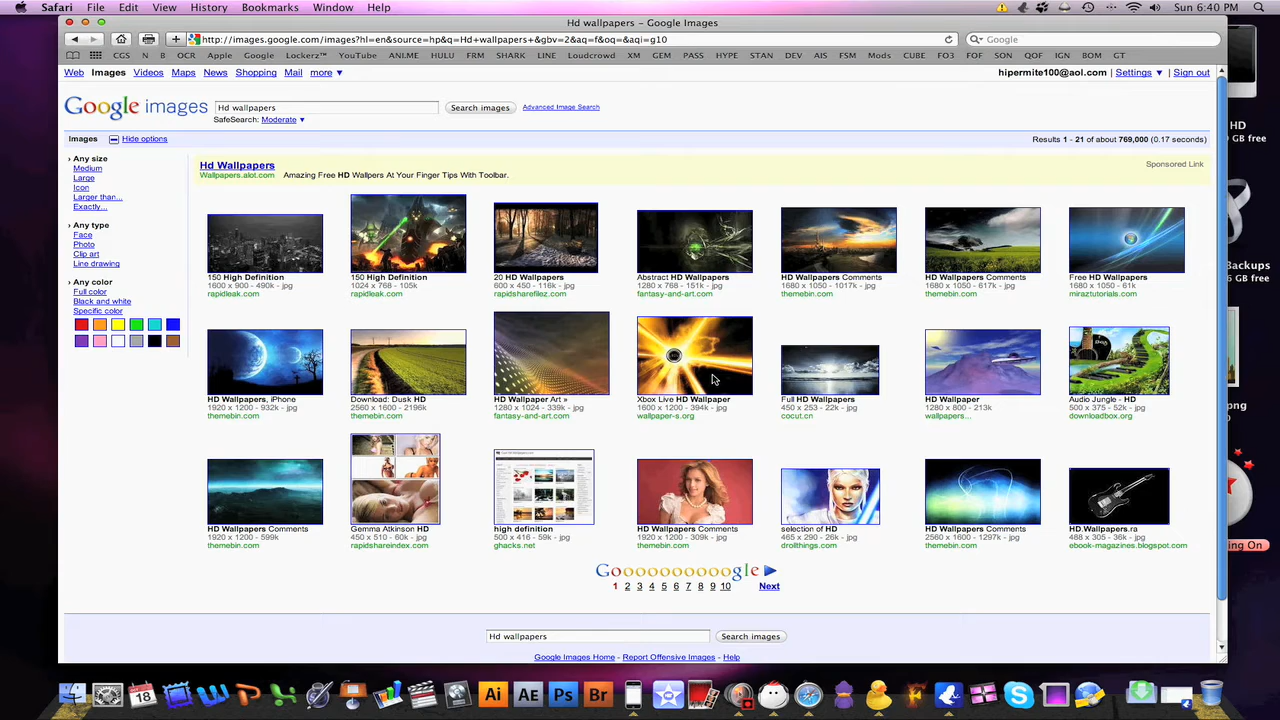 Safari File Edit View History Bookmarks Window Help Sun 6:40 PM
Hd wallpapers – Google Images
http://images.google.com/images?hl=en&source=hp&q=Hd+wallpapers+&gbv=2&aq=f&oq=&aqi=g10
Google
CGS N B OCR Apple Google Lockerz™ YouTube ANIME HULU FRM SHARK LINE Loudcrowd XM GEM PASS HYPE STAN DEV AIS FSM Mods CUBE FO3 FOF SON QOF IGN BOM GT
Web Images Videos Maps News Shopping Mail more ▼ hipermite100@aol.com | Settings ▼ | Sign out
Google images Hd wallpapers Search images Advanced Image Search
SafeSearch: Moderate ▼
Images Hide options Results 1 - 21 of about 769,000 (0.17 seconds)
› Any size
Medium
Large
Icon
Larger than...
Exactly...
› Any type
Face
Photo
Clip art
Line drawing
› Any color
Full color
Black and white
Specific color
Hd Wallpapers Sponsored Link
Wallpapers.alot.com Amazing Free HD Wallpers At Your Finger Tips With Toolbar.
150 High Definition
1600 x 900 - 490k - jpg
rapidleak.com
150 High Definition
1024 x 768 - 105k
rapidleak.com
20 HD Wallpapers
600 x 450 - 116k - jpg
rapidsharefilez.com
Abstract HD Wallpapers
1280 x 768 - 151k - jpg
fantasy-and-art.com
HD Wallpapers Comments
1680 x 1050 - 1017k - jpg
themebin.com
HD Wallpapers Comments
1680 x 1050 - 617k - jpg
themebin.com
Free HD Wallpapers
1680 x 1050 - 61k
miraztutorials.com
HD Wallpapers, iPhone
1920 x 1200 - 932k - jpg
themebin.com
Download: Dusk HD
2560 x 1600 - 2196k
themebin.com
HD Wallpaper Art »
1280 x 1024 - 339k - jpg
fantasy-and-art.com
Xbox Live HD Wallpaper
1600 x 1200 - 394k - jpg
wallpaper-s.org
Full HD Wallpapers
450 x 253 - 22k - jpg
cocut.cn
HD Wallpaper
1280 x 800 - 213k
wallpapers...
Audio Jungle - HD
500 x 375 - 52k - jpg
downloadbox.org
HD Wallpapers Comments
1920 x 1200 - 599k
themebin.com
Gemma Atkinson HD
450 x 510 - 60k - jpg
rapidshareindex.com
high definition
500 x 416 - 59k - jpg
ghacks.net
HD Wallpapers Comments
1920 x 1200 - 309k - jpg
themebin.com
selection of HD
465 x 290 - 26k - jpg
drollthings.com
HD Wallpapers Comments
2560 x 1600 - 1297k - jpg
themebin.com
HD.Wallpapers.ra
488 x 305 - 36k - jpg
ebook-magazines.blogspot.com
Goooooooooogle
1 2 3 4 5 6 7 8 9 10 Next
Hd wallpapers Search images
Google Images Home - Report Offensive Images - Help
HD
GB free
Backups
GB free
png
ng On
18
Ai AE Ps Br